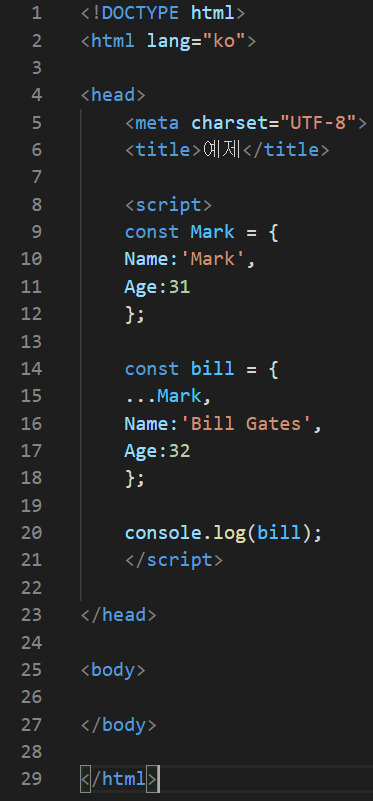 1 <!DOCTYPE html>
2 <html lang="ko">
3
4 <head>
5 <meta charset="UTF-8">
6 <title>예제</title>
7
8 <script>
9 const Mark = {
10 Name:'Mark',
11 Age:31
12 };
13
14 const bill = {
15 ...Mark,
16 Name:'Bill Gates',
17 Age:32
18 };
19
20 console.log(bill);
21 </script>
22
23 </head>
24
25 <body>
26
27 </body>
28
29 </html>